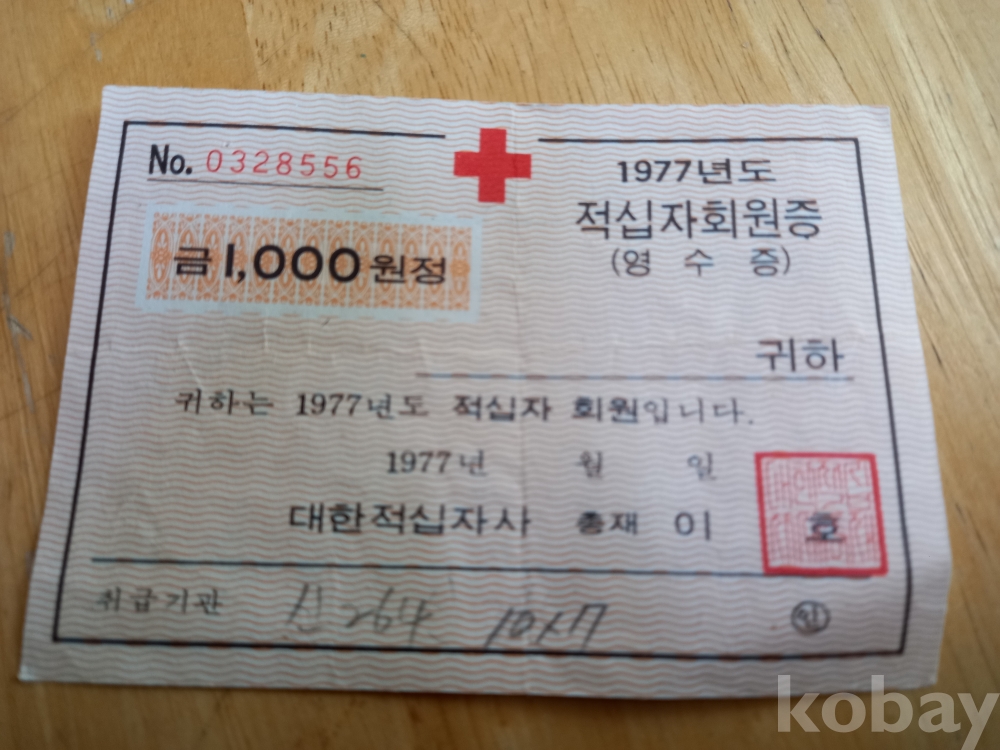 No. 0328556
금 1,000 원정
1977년도
적십자회원증
(영 수 증)
귀하
귀하는 1977년도 적십자 회원입니다.
1977년 월 일
대한적십자사 총재 이 호
취급기관
인
kobay